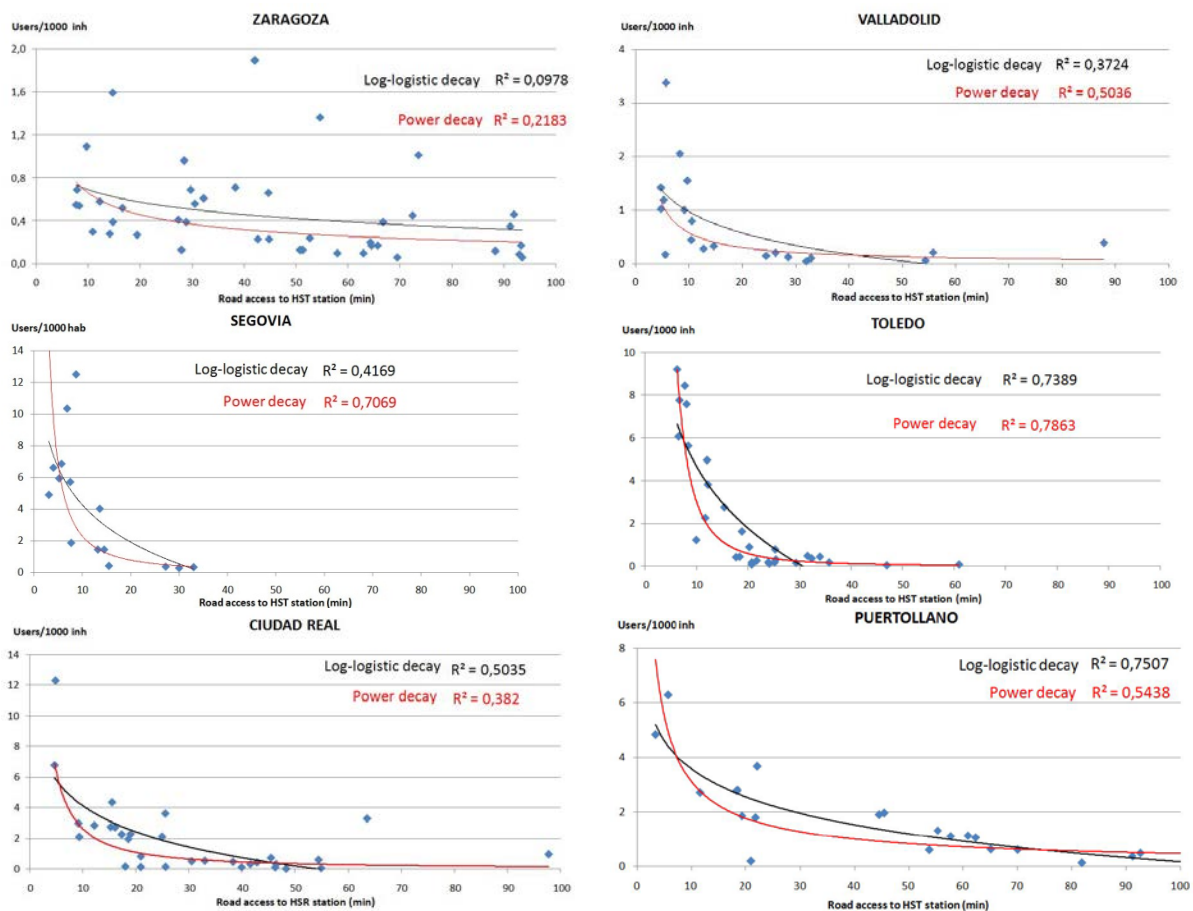 ZARAGOZA
Users/1000 inh
2,0
1,6
1,2
0,8
0,4
0,0
Log-logistic decay R² = 0,0978
Power decay R² = 0,2183
0 10 20 30 40 50 60 70 80 90 100
Road access to HST station (min)
VALLADOLID
Users/1000 inh
4
3
2
1
0
Log-logistic decay R² = 0,3724
Power decay R² = 0,5036
0 10 20 30 40 50 60 70 80 90 100
Road access to HST station (min)
SEGOVIA
Users/1000 hab
14
12
10
8
6
4
2
0
Log-logistic decay R² = 0,4169
Power decay R² = 0,7069
0 10 20 30 40 50 60 70 80 90 100
Road access to HST station (min)
TOLEDO
Users/1000 inh
10
8
6
4
2
0
Log-logistic decay R² = 0,7389
Power decay R² = 0,7863
0 10 20 30 40 50 60 70 80 90 100
Road access to HST station (min)
CIUDAD REAL
Users/1000 inh
14
12
10
8
6
4
2
0
Log-logistic decay R² = 0,5035
Power decay R² = 0,382
0 10 20 30 40 50 60 70 80 90 100
Road access to HSR station (min)
PUERTOLLANO
Users/1000 inh
8
6
4
2
0
Log-logistic decay R² = 0,7507
Power decay R² = 0,5438
0 10 20 30 40 50 60 70 80 90 100
Road access to HST station (min)